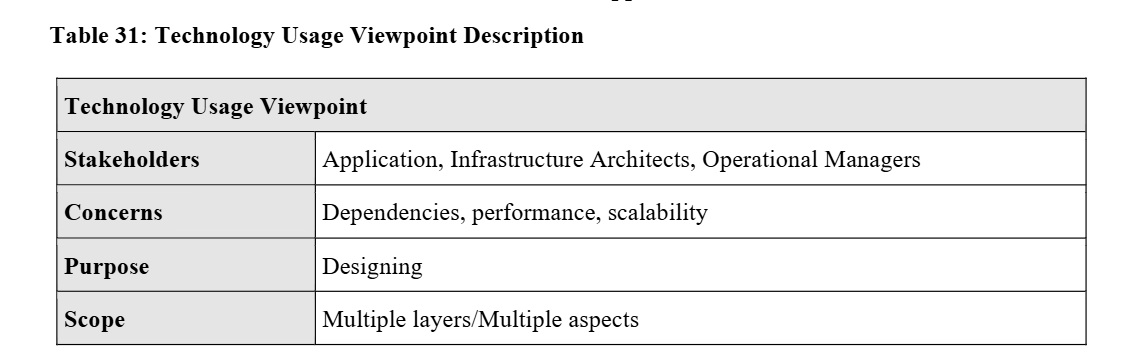 Table 31: Technology Usage Viewpoint Description
Technology Usage Viewpoint
Stakeholders Application, Infrastructure Architects, Operational Managers
Concerns Dependencies, performance, scalability
Purpose Designing
Scope Multiple layers/Multiple aspects